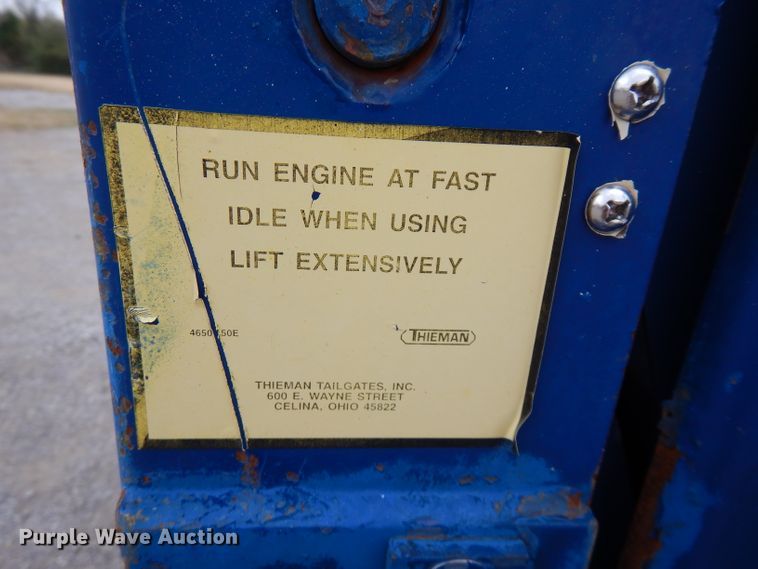 RUN ENGINE AT FAST
IDLE WHEN USING
LIFT EXTENSIVELY
THIEMAN
THIEMAN TAILGATES, INC.
600 E. WAYNE STREET
CELINA, OHIO 45822
Purple Wave Auction®